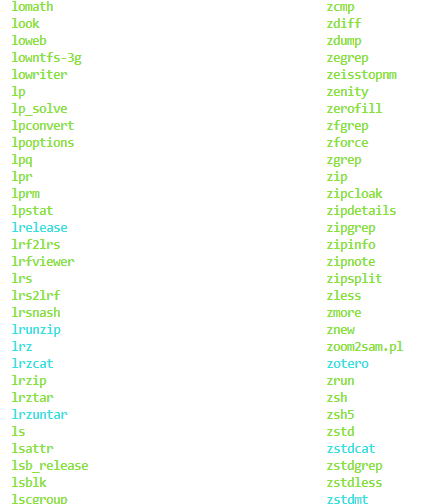 lomath
look
loweb
lowntfs-3g
lowriter
lp
lp_solve
lpconvert
lpoptions
lpq
lpr
lprm
lpstat
lrelease
lrf2lrs
lrfviewer
lrs
lrs2lrf
lrsnash
lrunzip
lrz
lrzcat
lrzip
lrztar
lrzuntar
ls
lsattr
lsb_release
lsblk
lscgroup
zcmp
zdiff
zdump
zegrep
zeisstopnm
zenity
zerofill
zfgrep
zforce
zgrep
zip
zipcloak
zipdetails
zipgrep
zipinfo
zipnote
zipsplit
zless
zmore
znew
zoom2sam.pl
zotero
zrun
zsh
zsh5
zstd
zstdcat
zstdgrep
zstdless
zstdmt